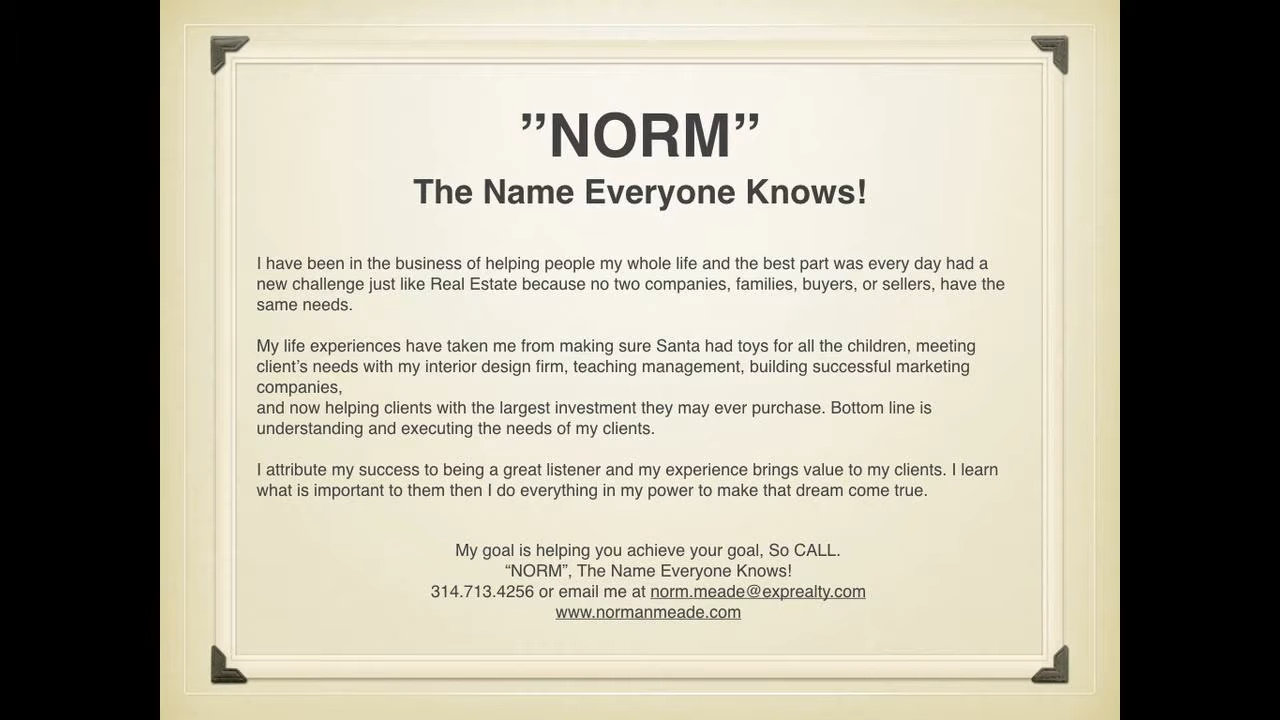 ”NORM”
The Name Everyone Knows!
I have been in the business of helping people my whole life and the best part was every day had a
new challenge just like Real Estate because no two companies, families, buyers, or sellers, have the
same needs.
My life experiences have taken me from making sure Santa had toys for all the children, meeting
client’s needs with my interior design firm, teaching management, building successful marketing
companies,
and now helping clients with the largest investment they may ever purchase. Bottom line is
understanding and executing the needs of my clients.
I attribute my success to being a great listener and my experience brings value to my clients. I learn
what is important to them then I do everything in my power to make that dream come true.
My goal is helping you achieve your goal, So CALL.
“NORM”, The Name Everyone Knows!
314.713.4256 or email me at norm.meade@exprealty.com
www.normanmeade.com